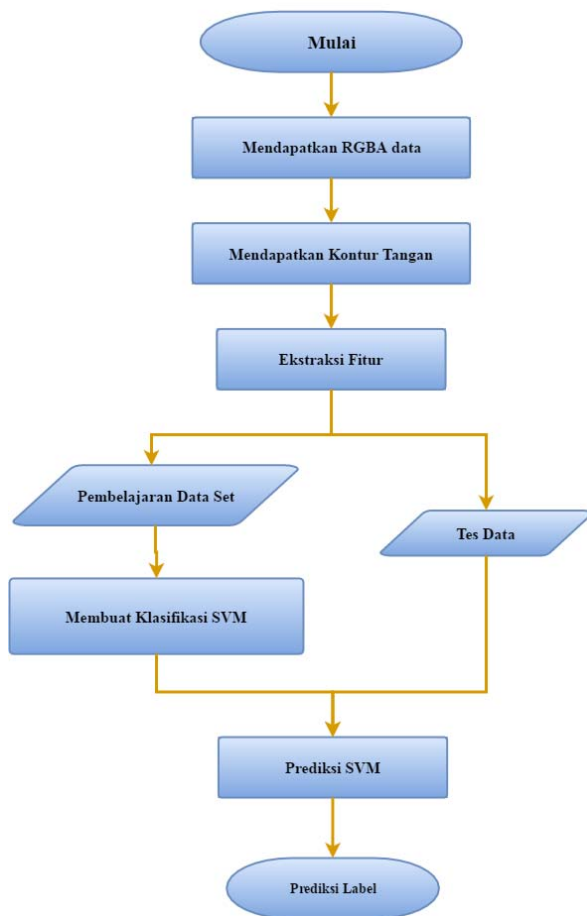 Mulai
Mendapatkan RGBA data
Mendapatkan Kontur Tangan
Ekstraksi Fitur
Pembelajaran Data Set
Tes Data
Membuat Klasifikasi SVM
Prediksi SVM
Prediksi Label